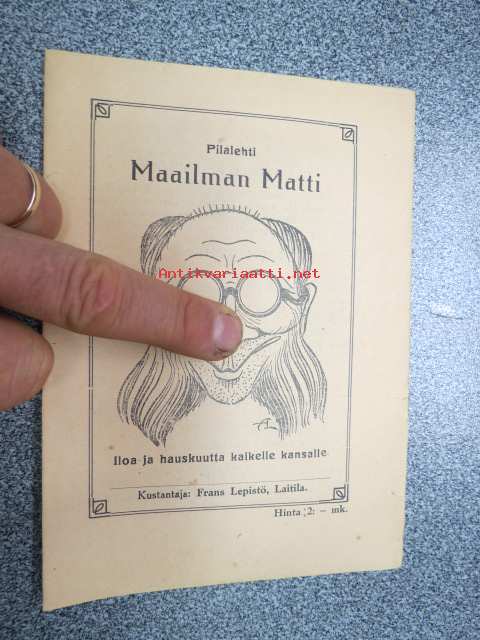 Pilalehti
Maailman Matti
Antikvariaatti.net
Iloa ja hauskuutta kaikelle kansalle
Kustantaja: Frans Lepistö, Laitila.
Hinta 2: – mk.